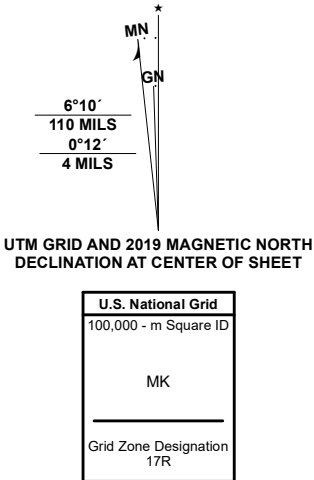 ★
MN
GN
6°10´
110 MILS
0°12´
4 MILS
UTM GRID AND 2019 MAGNETIC NORTH
DECLINATION AT CENTER OF SHEET
U.S. National Grid
100,000 - m Square ID
MK
Grid Zone Designation
17R